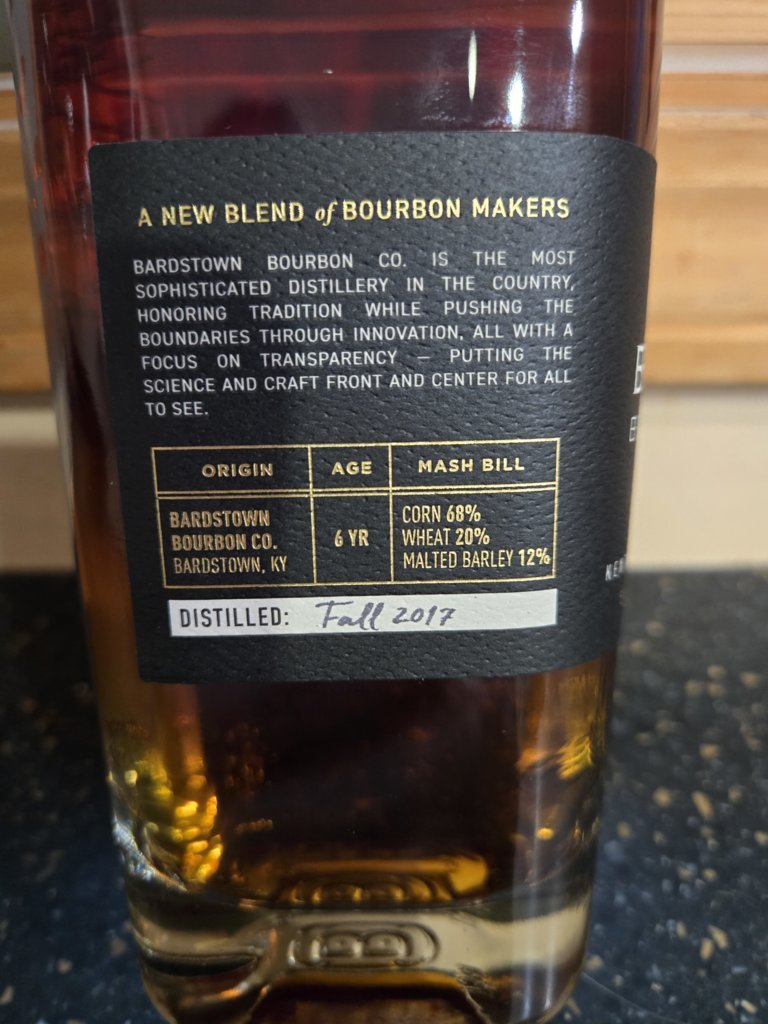 A NEW BLEND of BOURBON MAKERS
BARDSTOWN BOURBON CO. IS THE MOST
SOPHISTICATED DISTILLERY IN THE COUNTRY,
HONORING TRADITION WHILE PUSHING THE
BOUNDARIES THROUGH INNOVATION, ALL WITH A
FOCUS ON TRANSPARENCY — PUTTING THE
SCIENCE AND CRAFT FRONT AND CENTER FOR ALL
TO SEE.
ORIGIN AGE MASH BILL
BARDSTOWN
BOURBON CO.
BARDSTOWN, KY
6 YR
CORN 68%
WHEAT 20%
MALTED BARLEY 12%
DISTILLED: Fall 2017